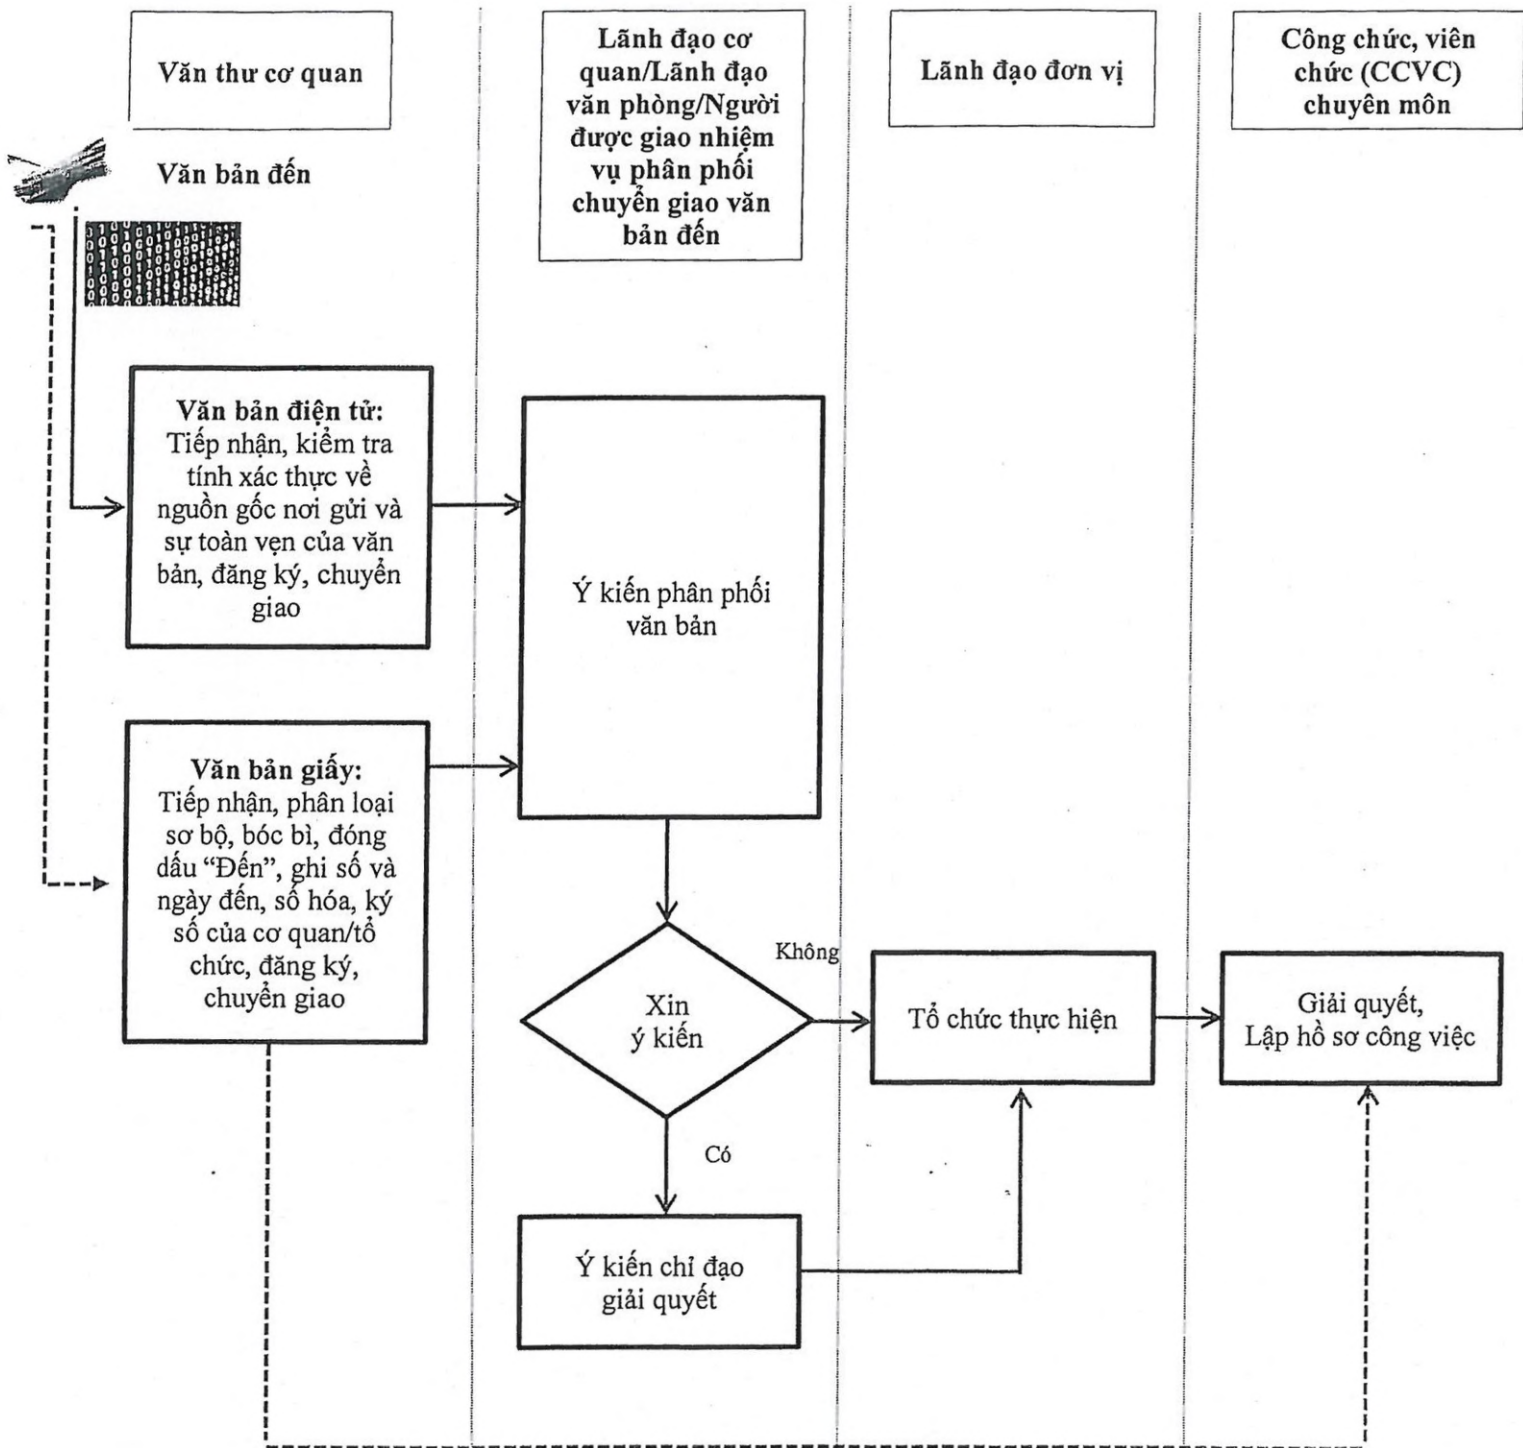 Văn thư cơ quan
Lãnh đạo cơ
quan/Lãnh đạo
văn phòng/Người
được giao nhiệm
vụ phân phối
chuyển giao văn
bản đến
Lãnh đạo đơn vị
Công chức, viên
chức (CCVC)
chuyên môn
Văn bản đến
Văn bản điện tử:
Tiếp nhận, kiểm tra
tính xác thực về
nguồn gốc nơi gửi và
sự toàn vẹn của văn
bản, đăng ký, chuyển
giao
Ý kiến phân phối
văn bản
Văn bản giấy:
Tiếp nhận, phân loại
sơ bộ, bóc bì, đóng
dấu “Đến”, ghi số và
ngày đến, số hóa, ký
số của cơ quan/tổ
chức, đăng ký,
chuyển giao
Xin
ý kiến
Không
Tổ chức thực hiện
Giải quyết,
Lập hồ sơ công việc
Có
Ý kiến chỉ đạo
giải quyết